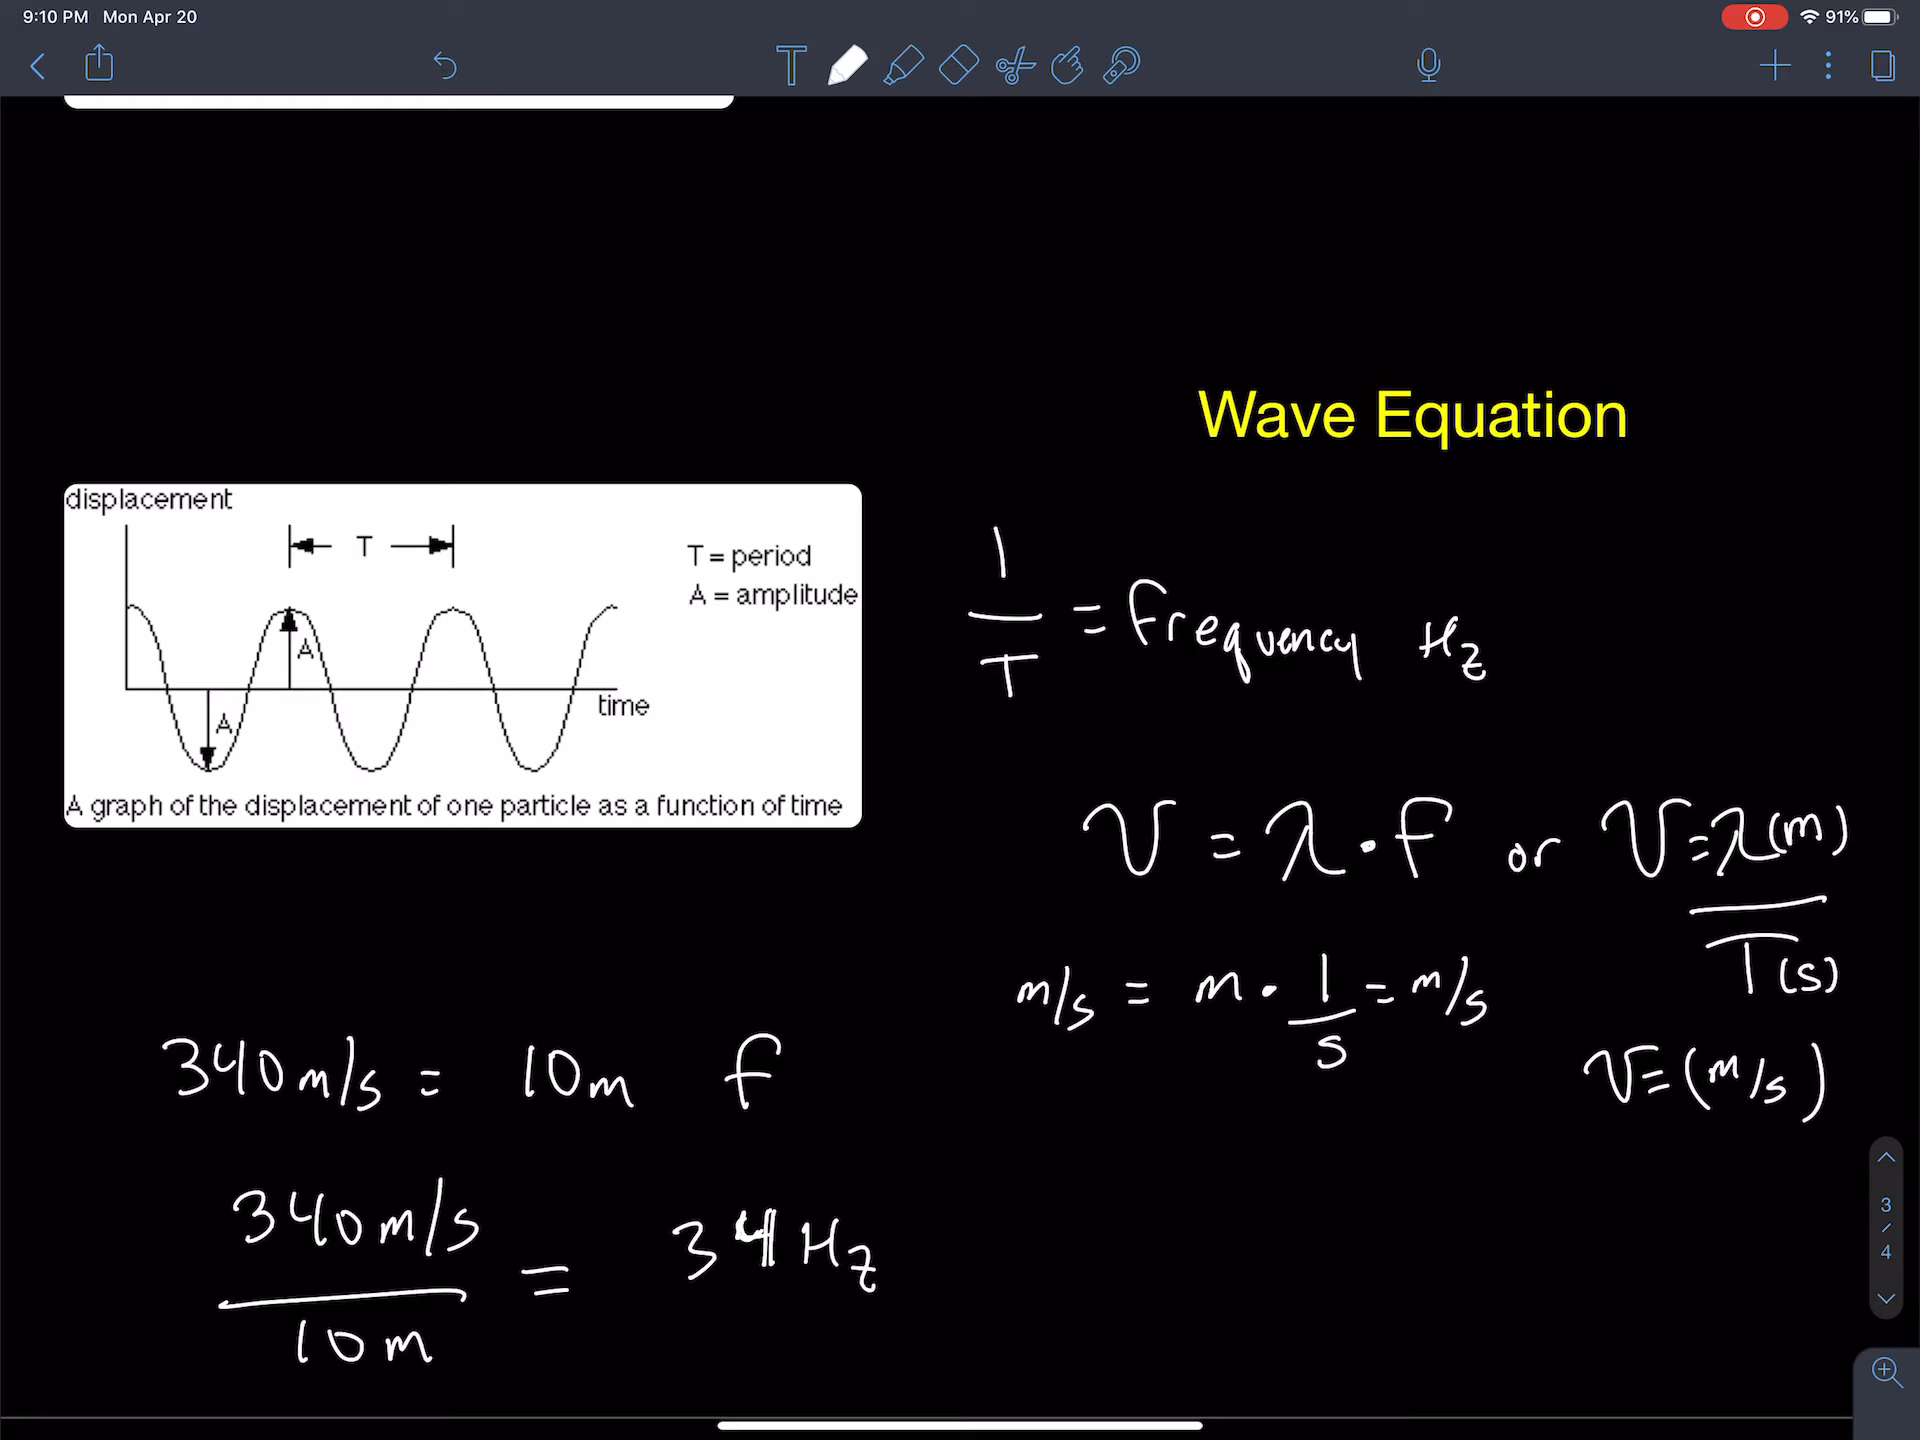 9:10 PM Mon Apr 20
91%
Wave Equation
displacement
T
T = period
A = amplitude
A
A
time
A graph of the displacement of one particle as a function of time
1/T = frequency Hz
V = λ · f or V = λ(m)/T(s)
m/s = m · 1/s = m/s
V = (m/s)
340 m/s = 10m f
340 m/s / 10 m = 34 Hz
3 / 4